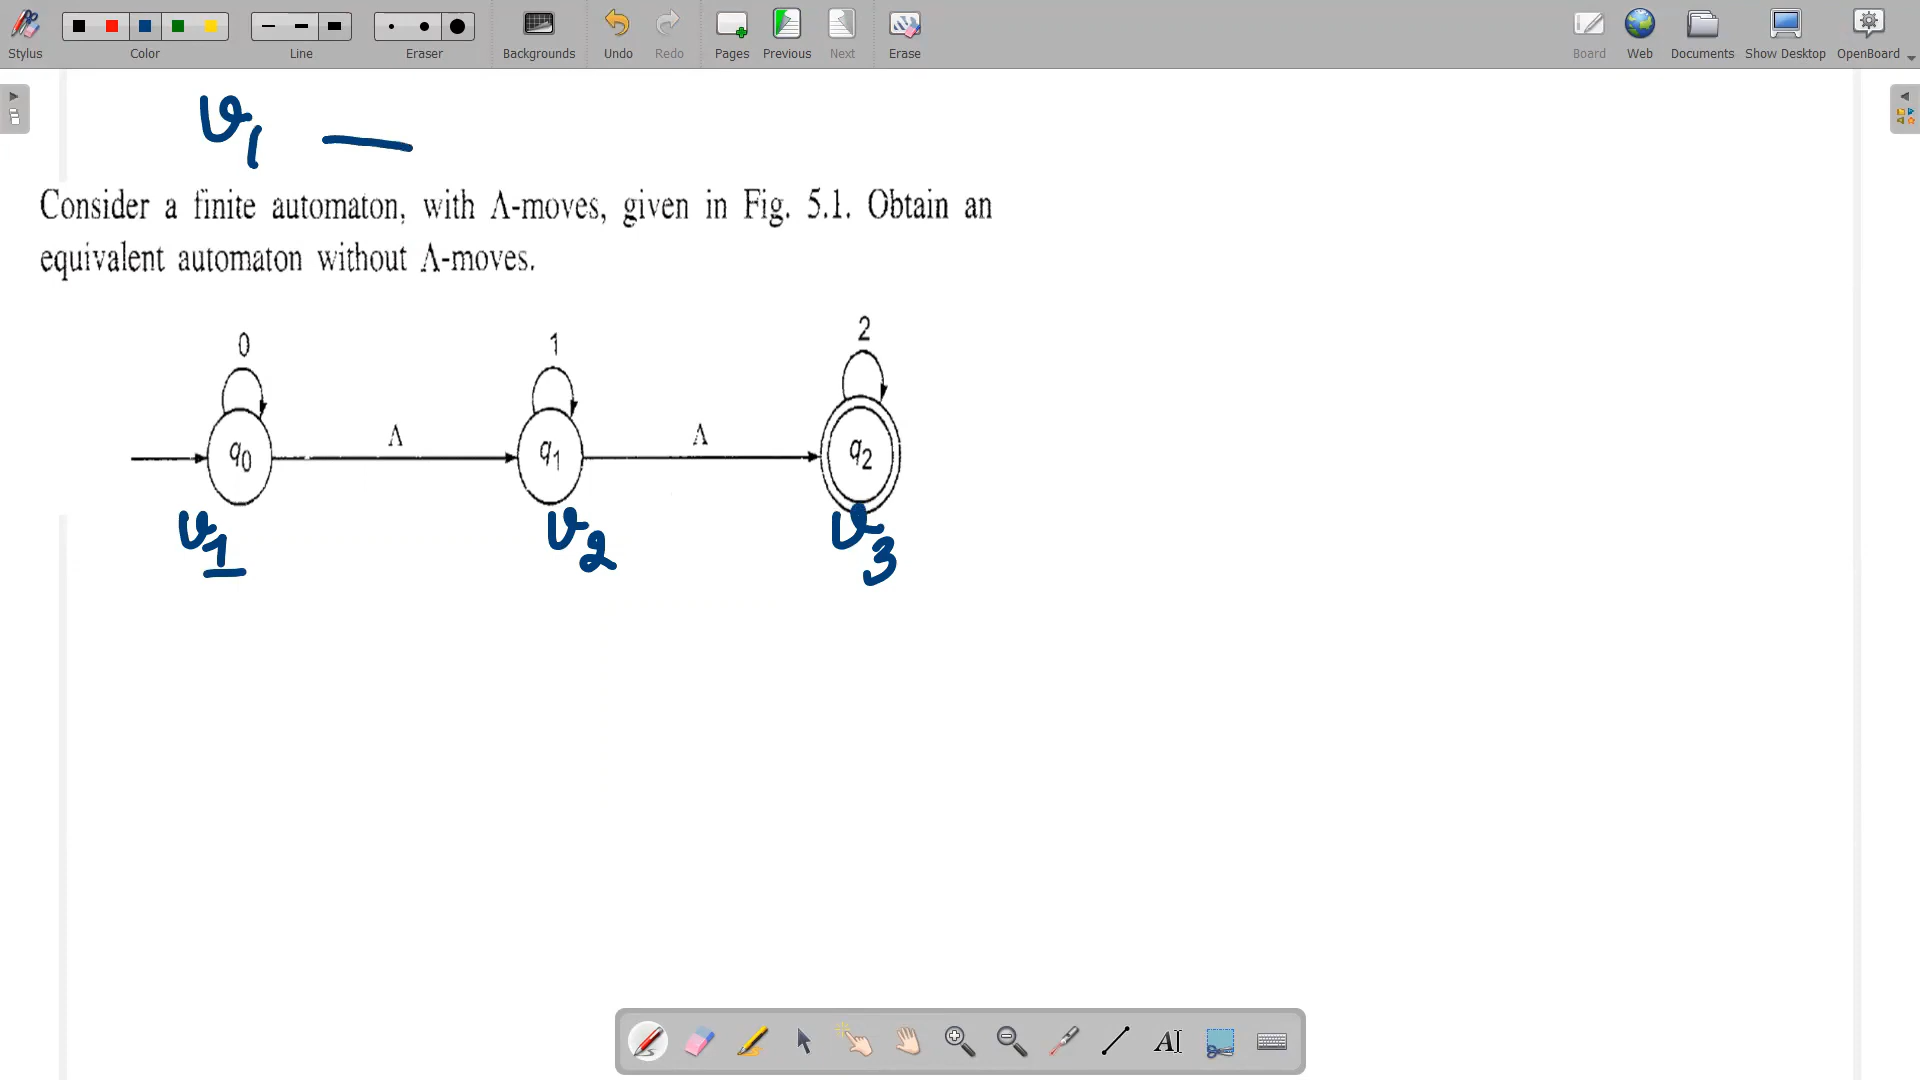 Stylus Color Line Eraser Backgrounds Undo Redo Pages Previous Next Erase Board Web Documents Show Desktop OpenBoard
v₁ —
Consider a finite automaton, with Λ-moves, given in Fig. 5.1. Obtain an
equivalent automaton without Λ-moves.
0 1 2
Λ Λ
q₀ q₁ q₂
v₁ v₂ v₃